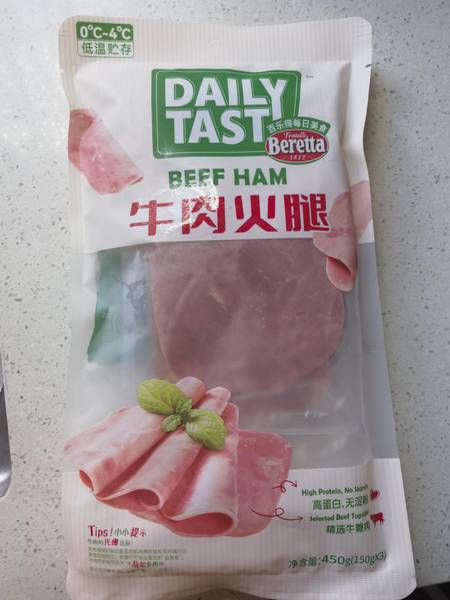 0℃-4℃
低温贮存
DAILY
TAST
™
百乐得每日美食
Fratelli
Beretta
1812
BEEF HAM
牛肉火腿
High Protein, No Starch
高蛋白,无淀粉
Selected Beef Topside
精选牛臀肉
Tips!小小提示
净含量: 450g(150gX3)